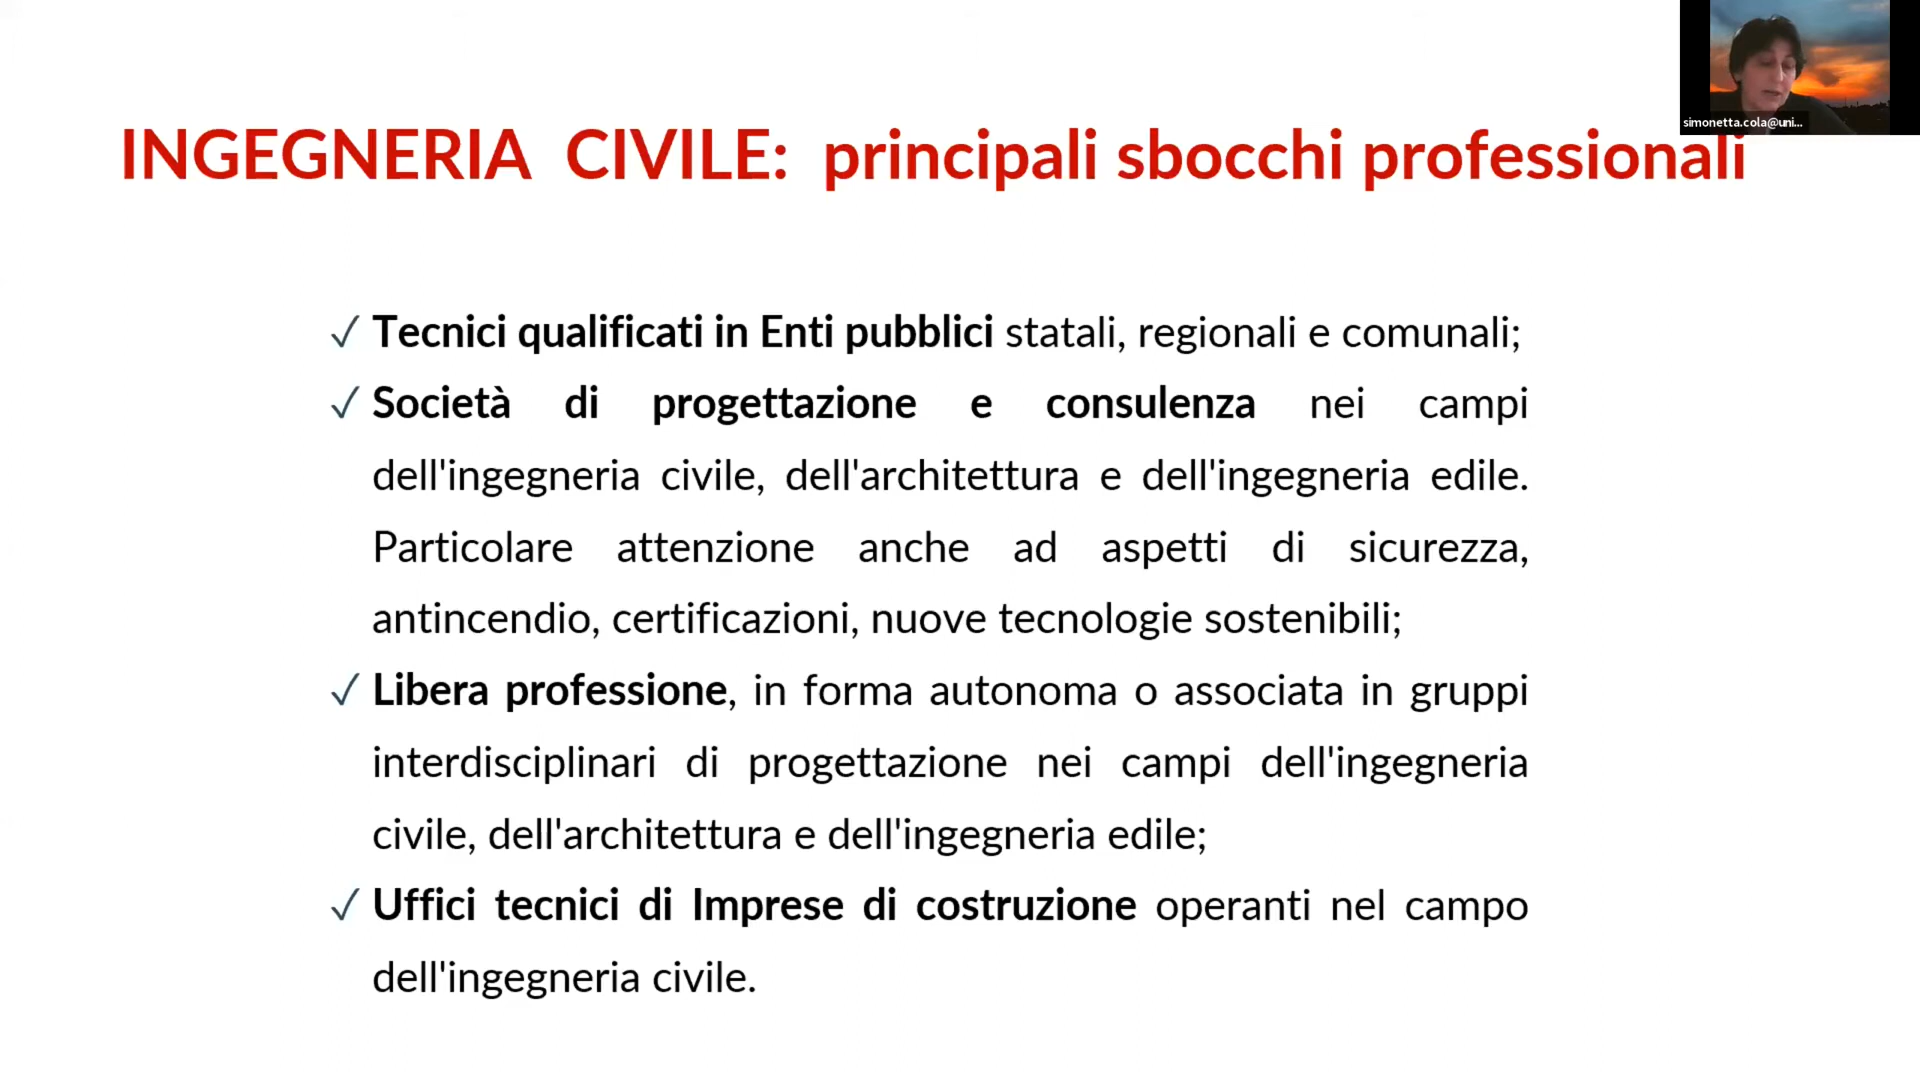 simonetta.cola@uni...
INGEGNERIA CIVILE: principali sbocchi professionali
✓ Tecnici qualificati in Enti pubblici statali, regionali e comunali;
✓ Società di progettazione e consulenza nei campi
dell'ingegneria civile, dell'architettura e dell'ingegneria edile.
Particolare attenzione anche ad aspetti di sicurezza,
antincendio, certificazioni, nuove tecnologie sostenibili;
✓ Libera professione, in forma autonoma o associata in gruppi
interdisciplinari di progettazione nei campi dell'ingegneria
civile, dell'architettura e dell'ingegneria edile;
✓ Uffici tecnici di Imprese di costruzione operanti nel campo
dell'ingegneria civile.